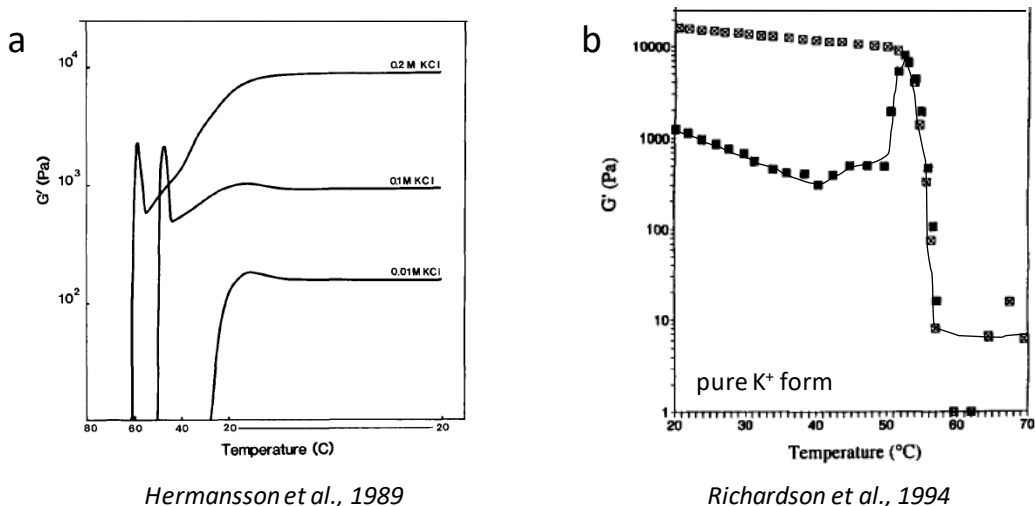 a
G' (Pa)
10⁴
10³
10²
0.2 M KCl
0.1M KCl
0.01M KCl
80 60 40 20 20
Temperature (C)
Hermansson et al., 1989
b
G' (Pa)
10000
1000
100
10
1
pure K⁺ form
20 30 40 50 60 70
Temperature (°C)
Richardson et al., 1994